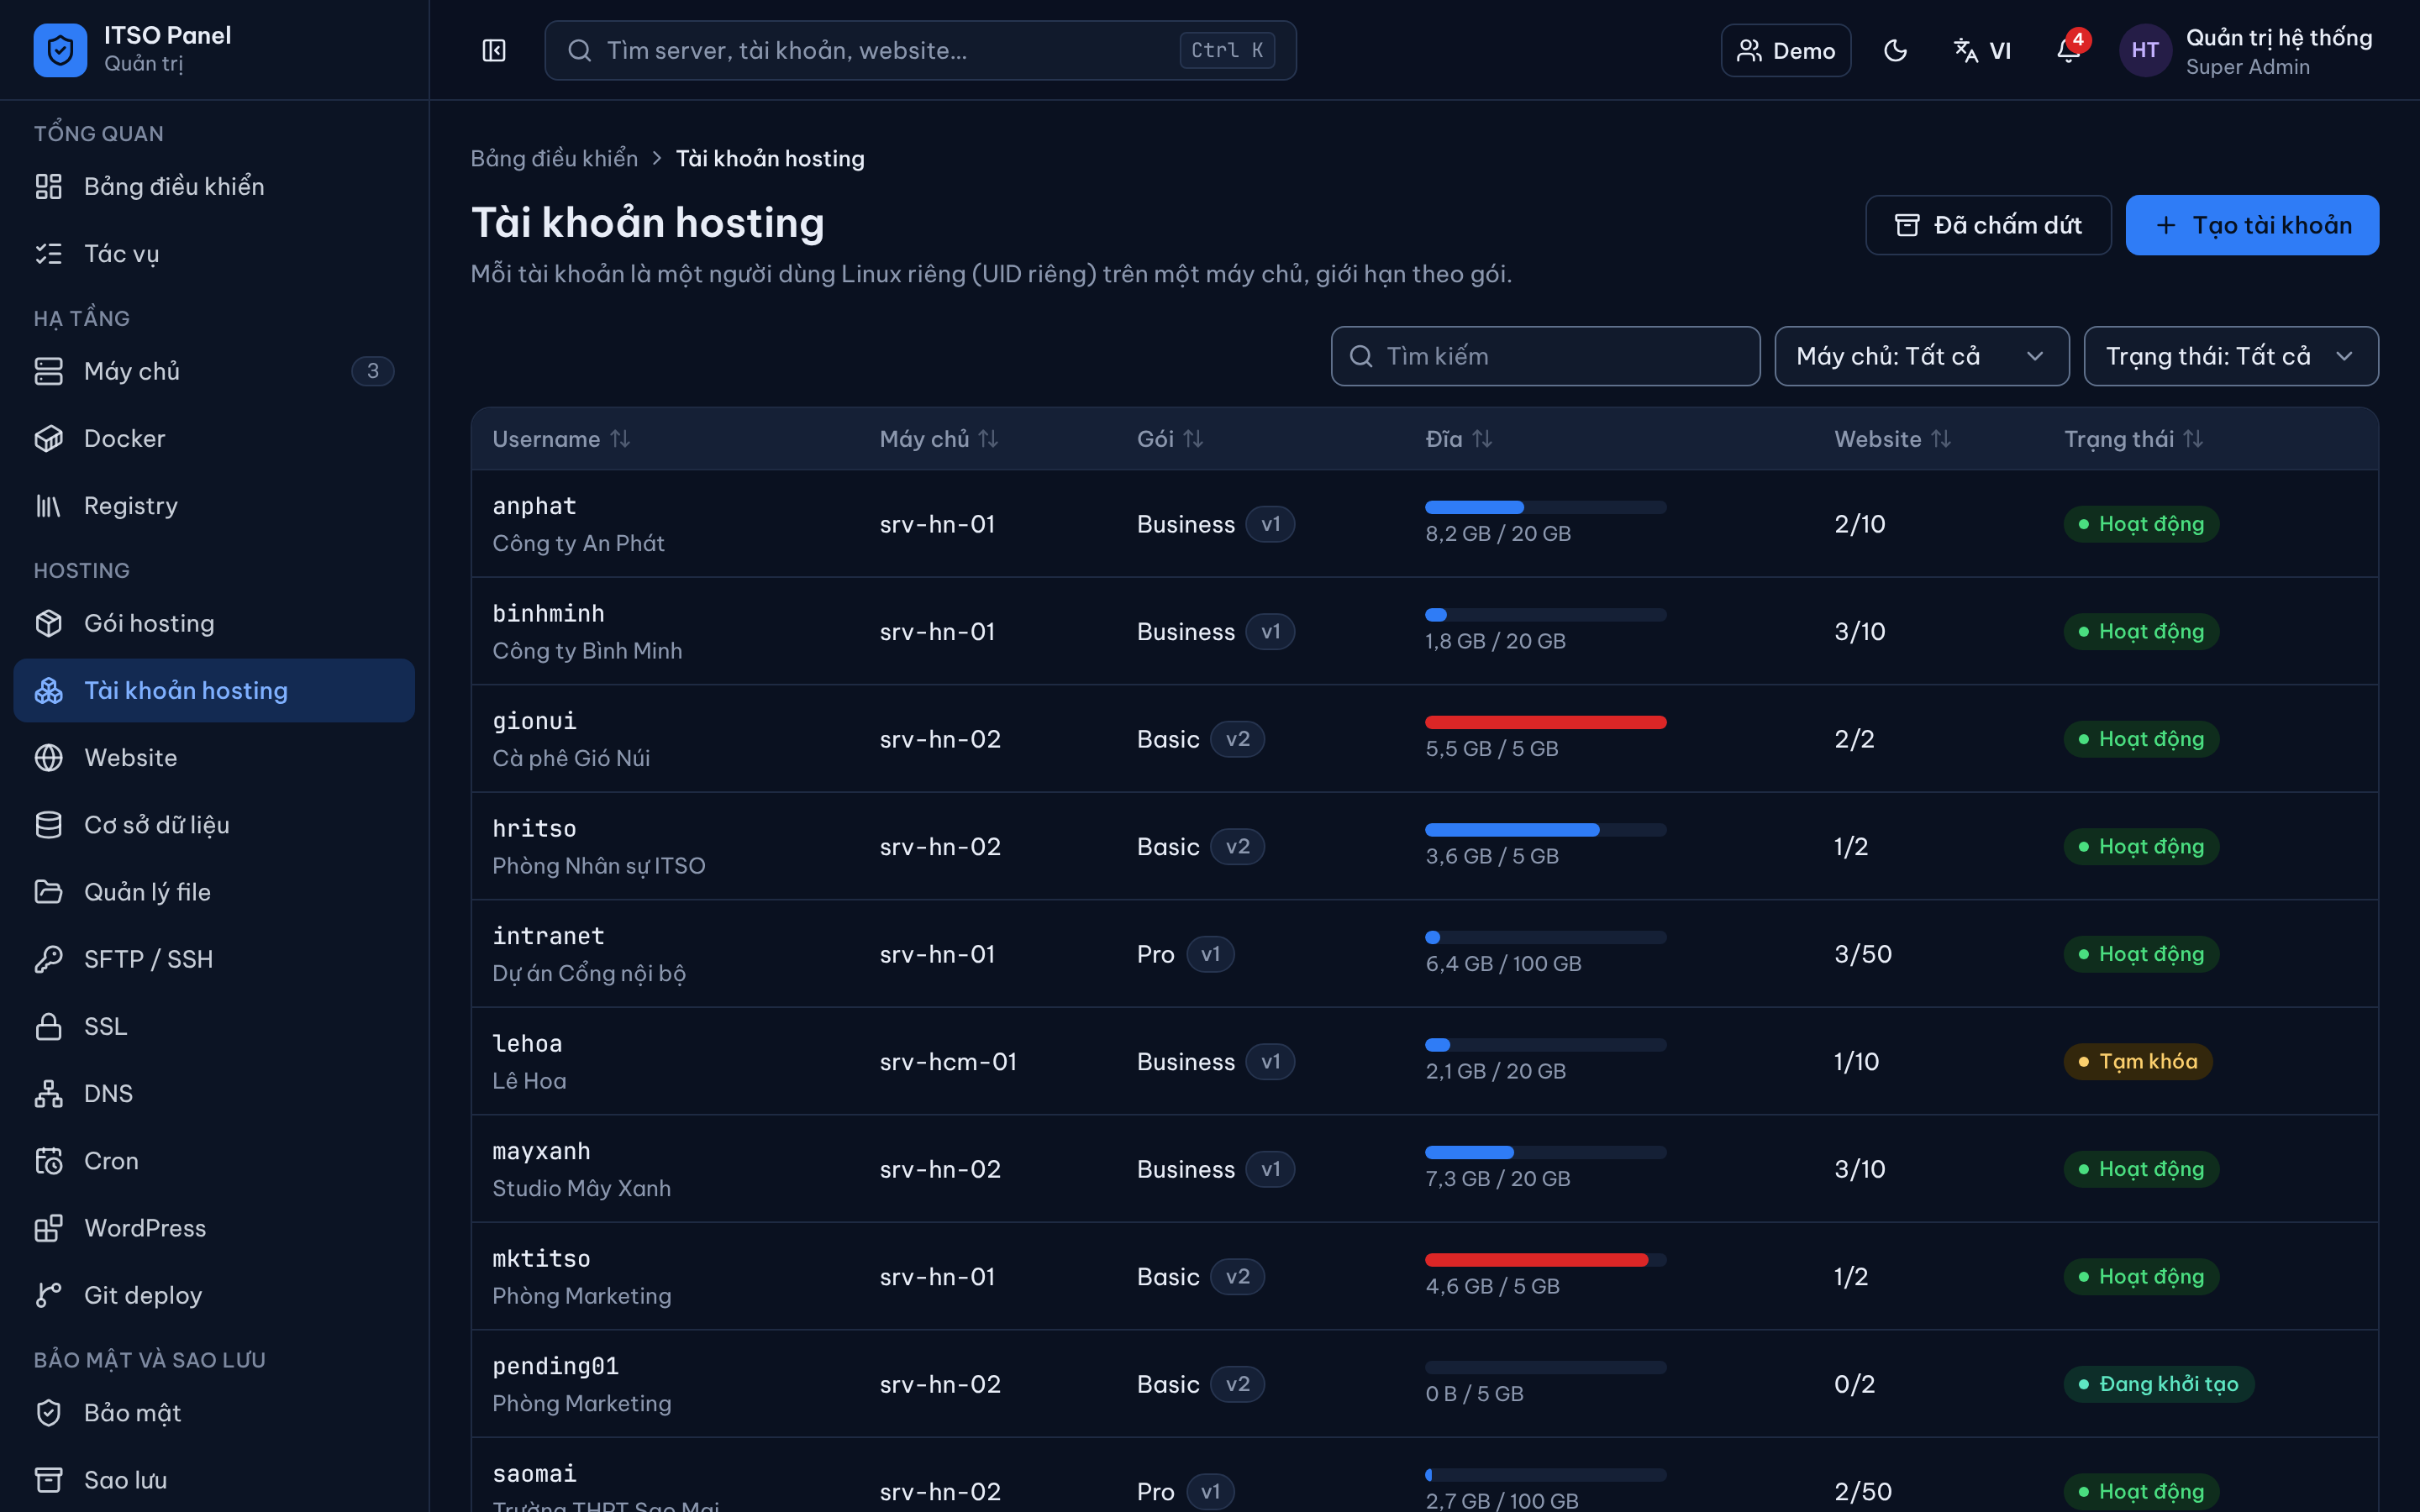 ITSO Panel
Quản trị
Tìm server, tài khoản, website...
Ctrl K
Demo
VI
4
HT
Quản trị hệ thống
Super Admin
TỔNG QUAN
Bảng điều khiển
Tác vụ
HẠ TẦNG
Máy chủ
3
Docker
Registry
HOSTING
Gói hosting
Tài khoản hosting
Website
Cơ sở dữ liệu
Quản lý file
SFTP / SSH
SSL
DNS
Cron
WordPress
Git deploy
BẢO MẬT VÀ SAO LƯU
Bảo mật
Sao lưu
Bảng điều khiển > Tài khoản hosting
Tài khoản hosting
Mỗi tài khoản là một người dùng Linux riêng (UID riêng) trên một máy chủ, giới hạn theo gói.
Đã chấm dứt
Tạo tài khoản
Tìm kiếm
Máy chủ: Tất cả
Trạng thái: Tất cả
Username Máy chủ Gói Đĩa Website Trạng thái
anphat
Công ty An Phát
srv-hn-01
Business v1
8,2 GB / 20 GB
2/10
Hoạt động
binhminh
Công ty Bình Minh
srv-hn-01
Business v1
1,8 GB / 20 GB
3/10
Hoạt động
gionui
Cà phê Gió Núi
srv-hn-02
Basic v2
5,5 GB / 5 GB
2/2
Hoạt động
hritso
Phòng Nhân sự ITSO
srv-hn-02
Basic v2
3,6 GB / 5 GB
1/2
Hoạt động
intranet
Dự án Cổng nội bộ
srv-hn-01
Pro v1
6,4 GB / 100 GB
3/50
Hoạt động
lehoa
Lê Hoa
srv-hcm-01
Business v1
2,1 GB / 20 GB
1/10
Tạm khóa
mayxanh
Studio Mây Xanh
srv-hn-02
Business v1
7,3 GB / 20 GB
3/10
Hoạt động
mktitso
Phòng Marketing
srv-hn-01
Basic v2
4,6 GB / 5 GB
1/2
Hoạt động
pending01
Phòng Marketing
srv-hn-02
Basic v2
0 B / 5 GB
0/2
Đang khởi tạo
saomai
Trường THPT Sao Mai
srv-hn-02
Pro v1
2,7 GB / 100 GB
2/50
Hoạt động